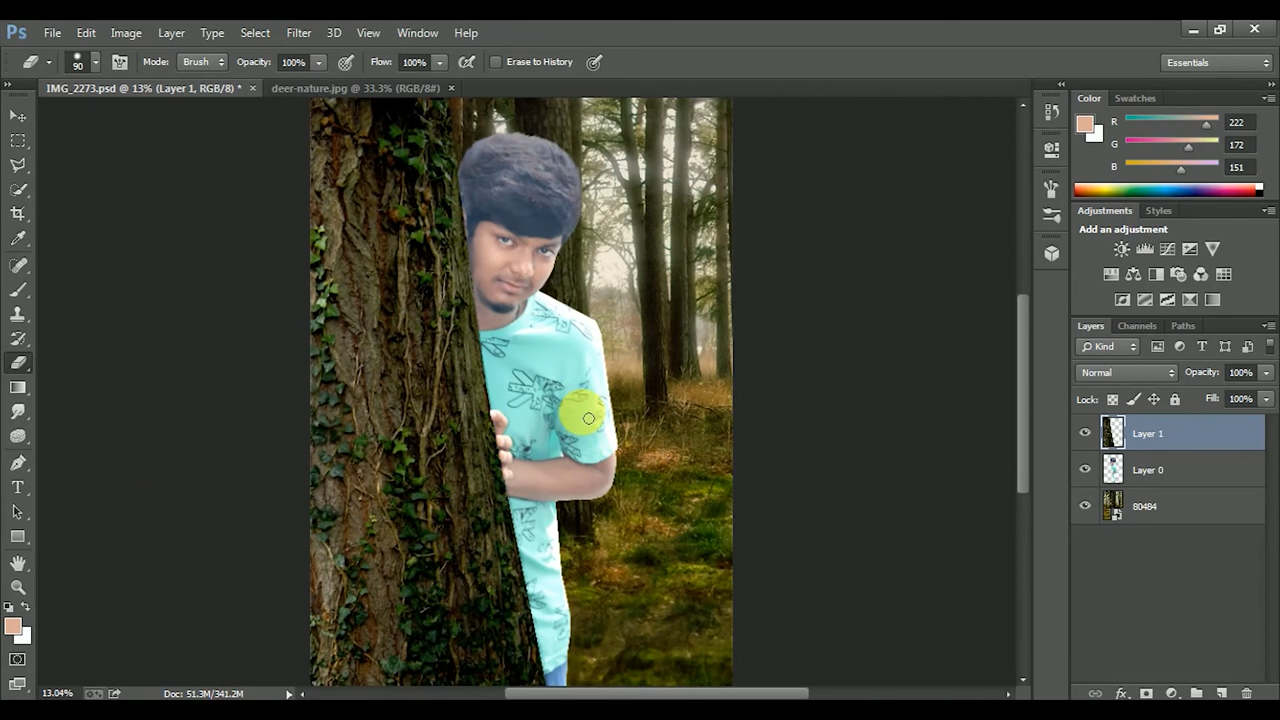 Ps File Edit Image Layer Type Select Filter 3D View Window Help
90 Mode: Brush Opacity: 100% Flow: 100% Erase to History Essentials
IMG_2273.psd @ 13% (Layer 1, RGB/8) * × deer-nature.jpg @ 33.3% (RGB/8#) ×
Color Swatches
R 222
G 172
B 151
Adjustments Styles
Add an adjustment
Layers Channels Paths
Kind
Normal Opacity: 100%
Lock: Fill: 100%
Layer 1
Layer 0
80484
13.04% Doc: 51.3M/341.2M